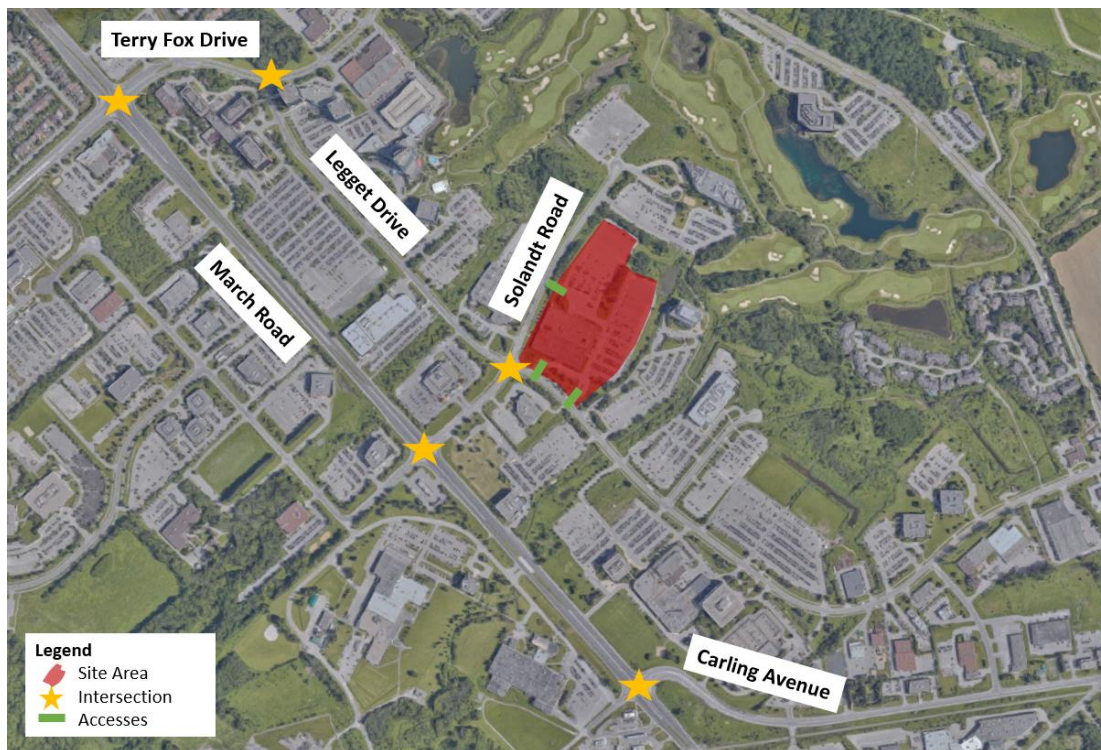 Terry Fox Drive
Legget Drive
Solandt Road
March Road
Carling Avenue
Legend
Site Area
Intersection
Accesses